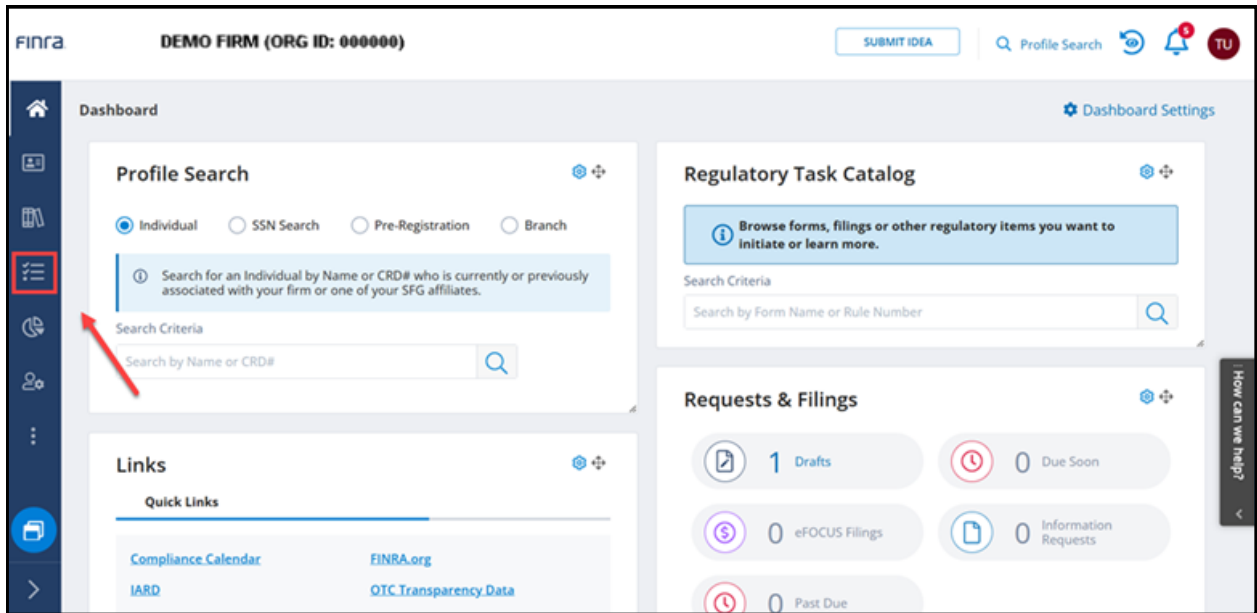 FINra
DEMO FIRM (ORG ID: 000000)
SUBMIT IDEA
Profile Search
5
TU
Dashboard
Dashboard Settings
Profile Search
Individual
SSN Search
Pre-Registration
Branch
Search for an Individual by Name or CRD# who is currently or previously
associated with your firm or one of your SFG affiliates.
Search Criteria
Search by Name or CRD#
Links
Quick Links
Compliance Calendar
FINRA.org
IARD
OTC Transparency Data
Regulatory Task Catalog
Browse forms, filings or other regulatory items you want to
initiate or learn more.
Search Criteria
Search by Form Name or Rule Number
Requests & Filings
1 Drafts
0 Due Soon
0 eFOCUS Filings
0 Information
Requests
0 Past Due
How can we help?